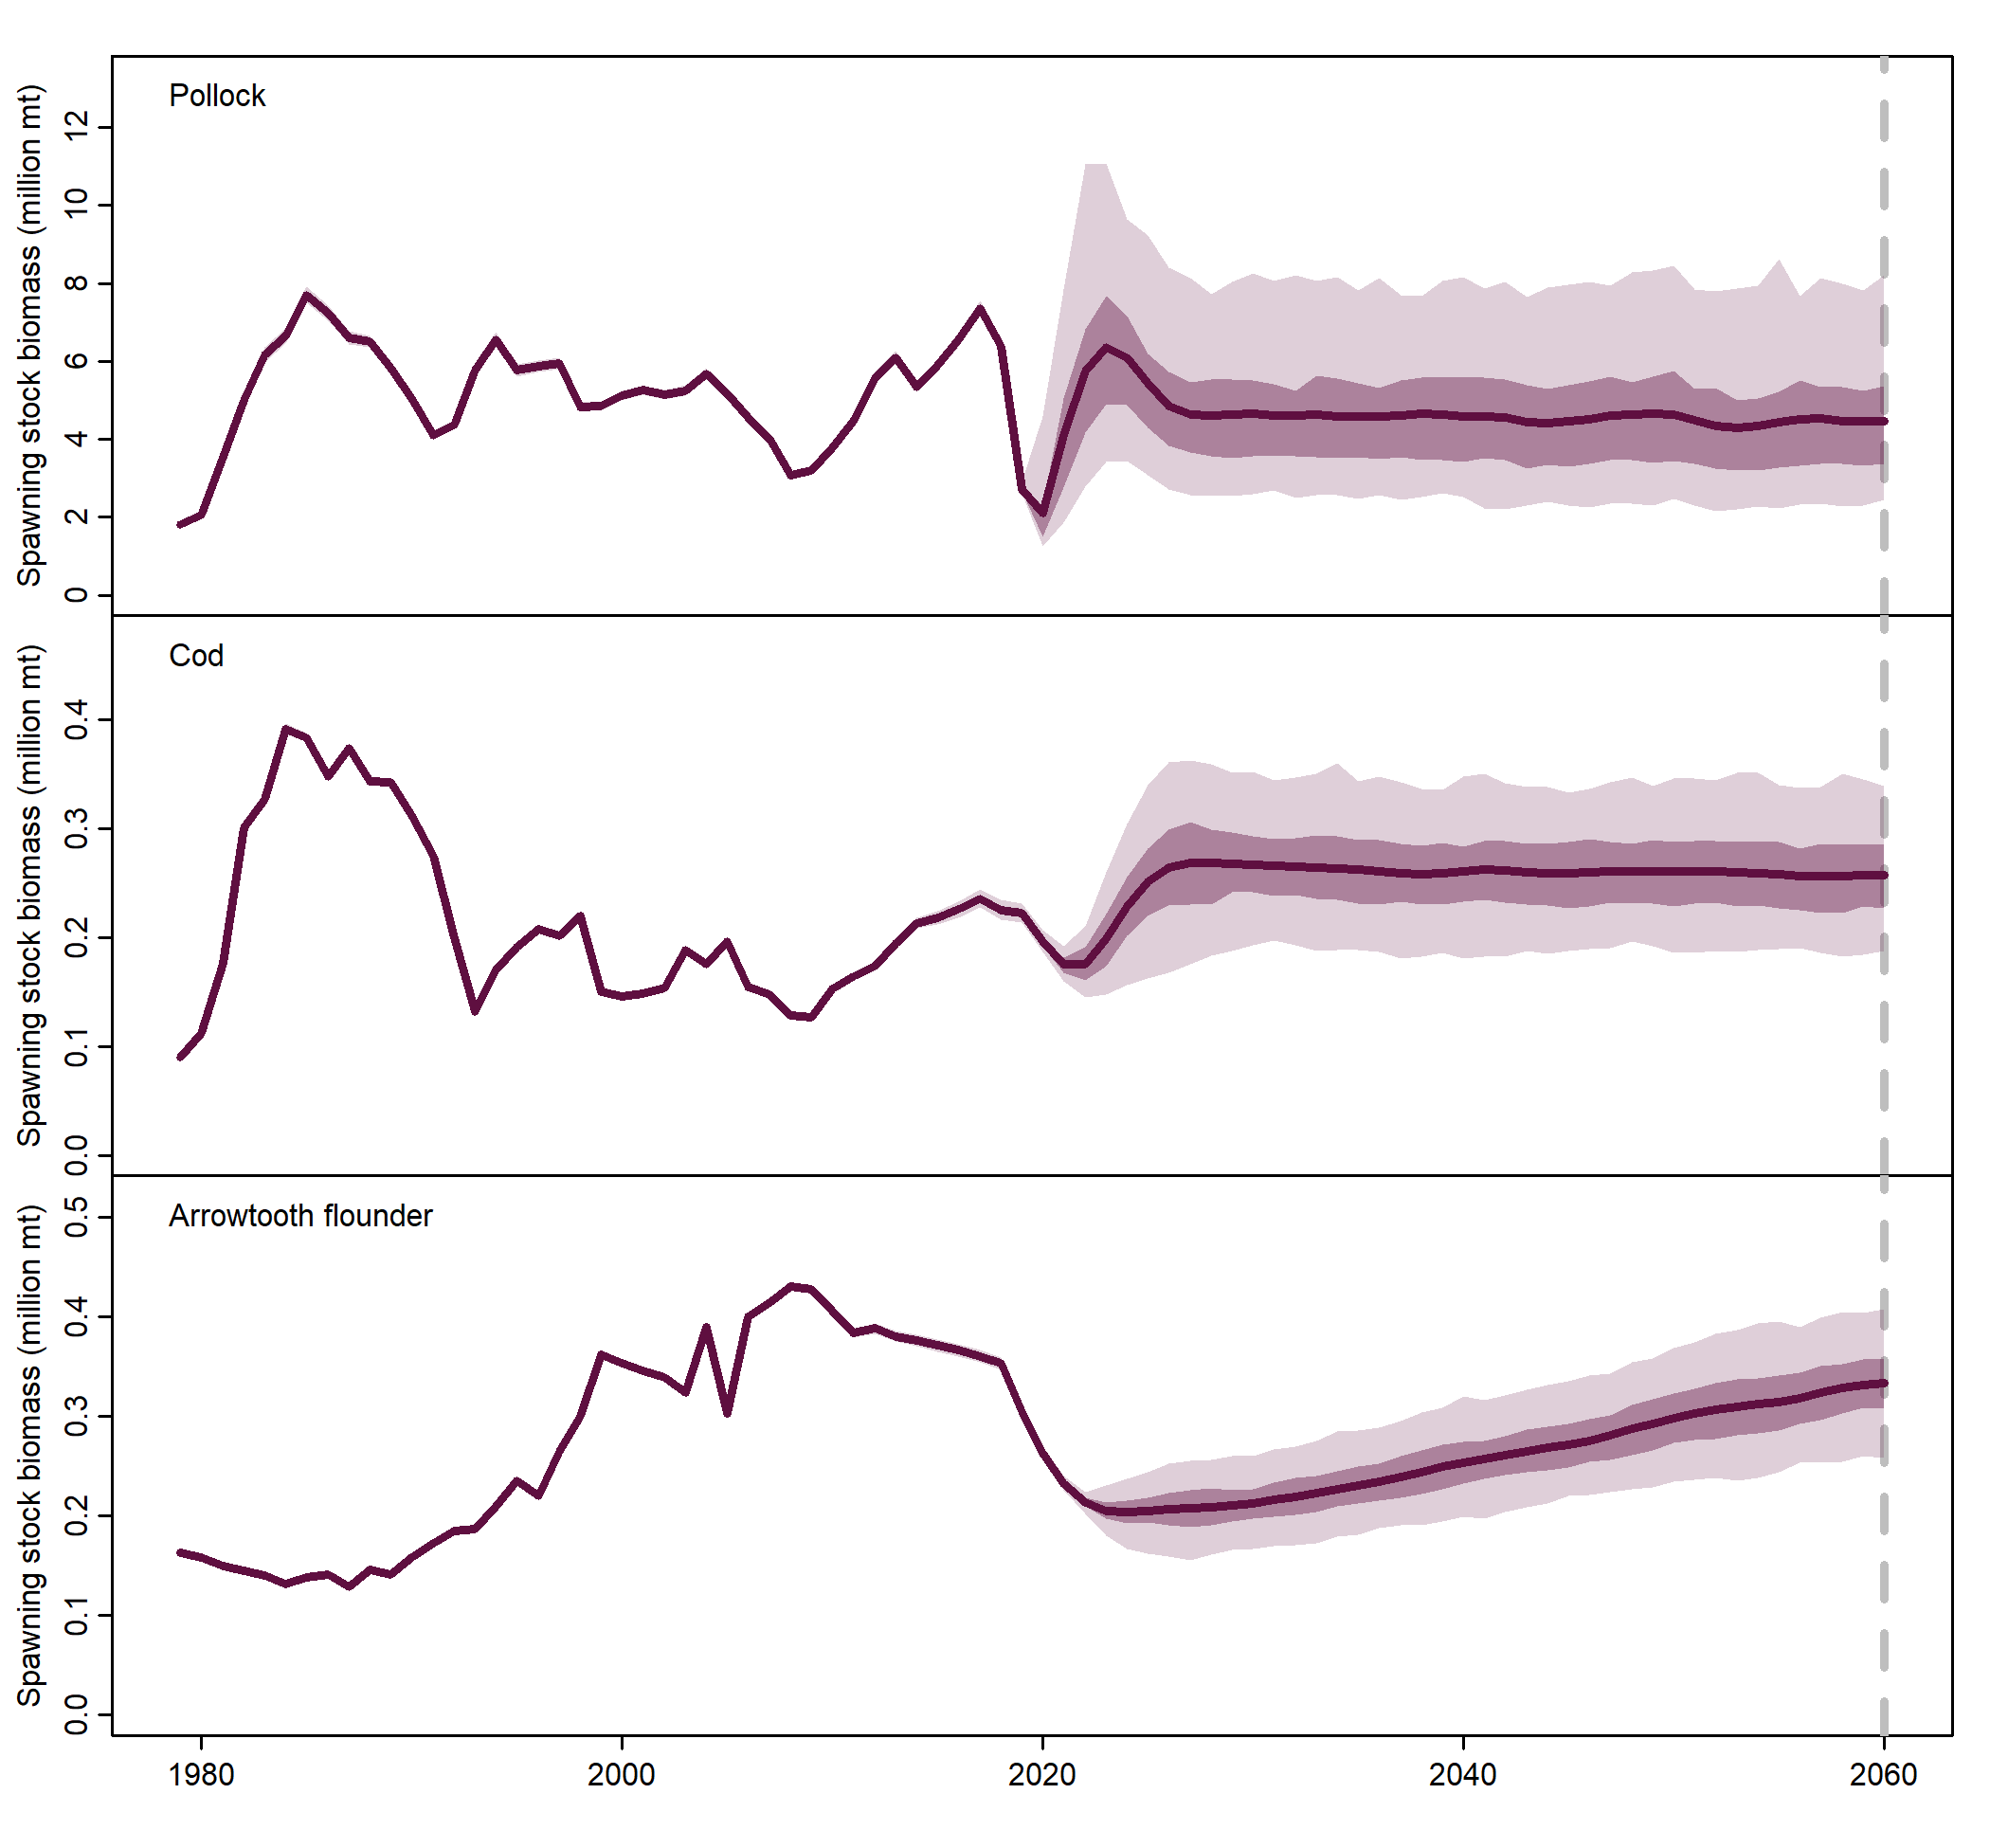 Pollock
Spawning stock biomass (million mt)
12
10
8
6
4
2
0
Cod
Spawning stock biomass (million mt)
0.4
0.3
0.2
0.1
0.0
Arrowtooth flounder
Spawning stock biomass (million mt)
0.5
0.4
0.3
0.2
0.1
0.0
1980 2000 2020 2040 2060